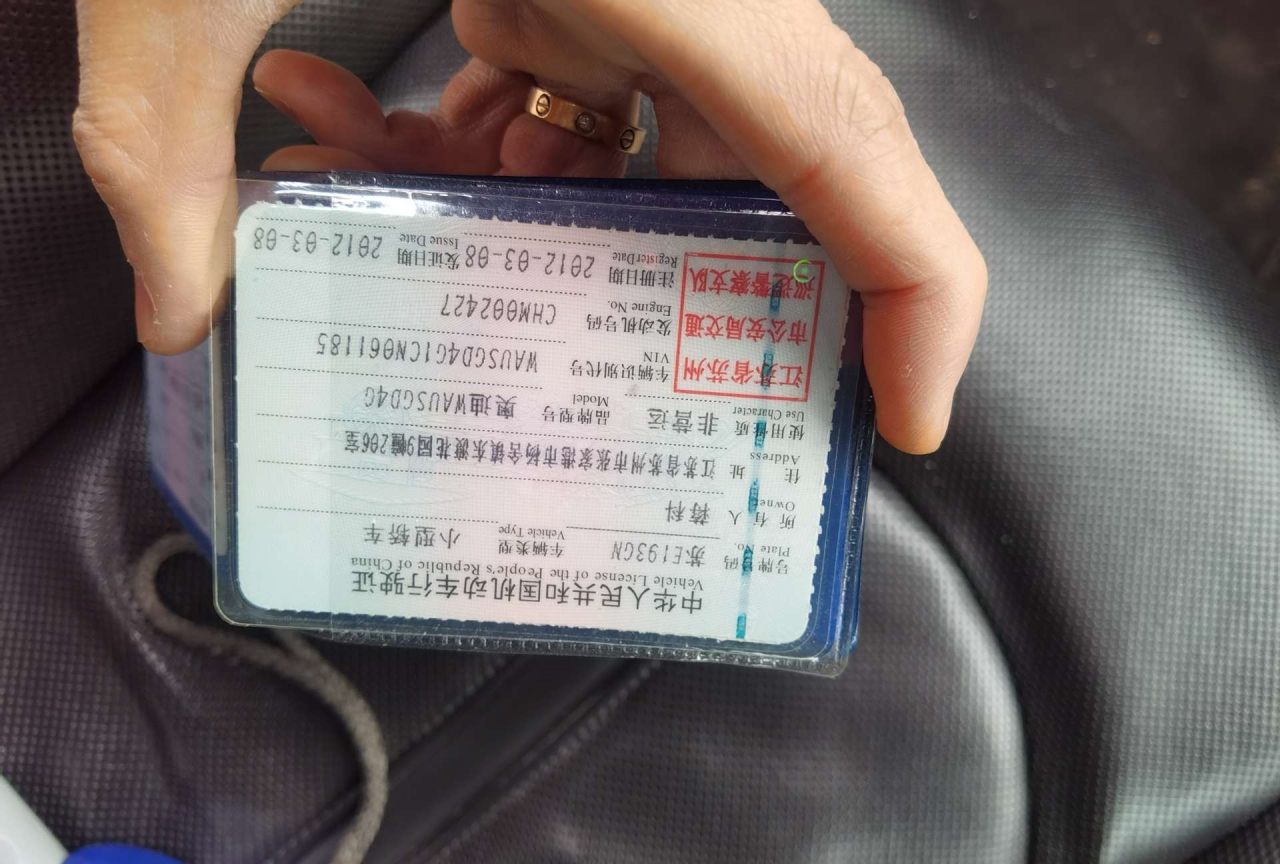 中华人民共和国机动车行驶证
Vehicle License of the People's Republic of China
号牌号码 苏E193GN 车辆类型 小型轿车
Plate No. Vehicle Type
所有人 蒋科
Owner
住址 江苏省苏州市张家港市杨舍镇东渡花园9幢206室
Address
使用性质 非营运 品牌型号 奥迪WAUSGD4G
Use Character Model
江苏省苏州
市公安局交通
巡逻警察支队
车辆识别代号 WAUSGD4G1CN061185
VIN
发动机号码 CHM002427
Engine No.
注册日期 2012-03-08 发证日期 2012-03-08
Register Date Issue Date